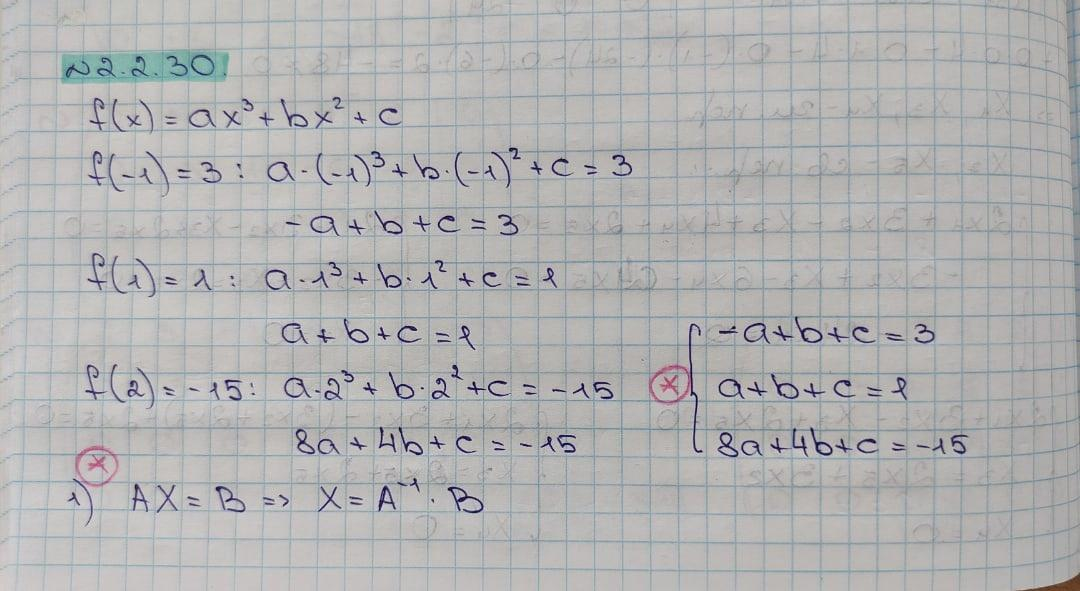 №2.2.30.
f(x) = ax³ + bx² + c
f(-1) = 3 : a·(-1)³ + b·(-1)² + c = 3
-a + b + c = 3
f(1) = 1 : a·1³ + b·1² + c = 1
a + b + c = 1
f(2) = -15 : a·2³ + b·2² + c = -15
8a + 4b + c = -15
* { -a + b + c = 3
a + b + c = 1
8a + 4b + c = -15
*
1) AX = B => X = A⁻¹ · B